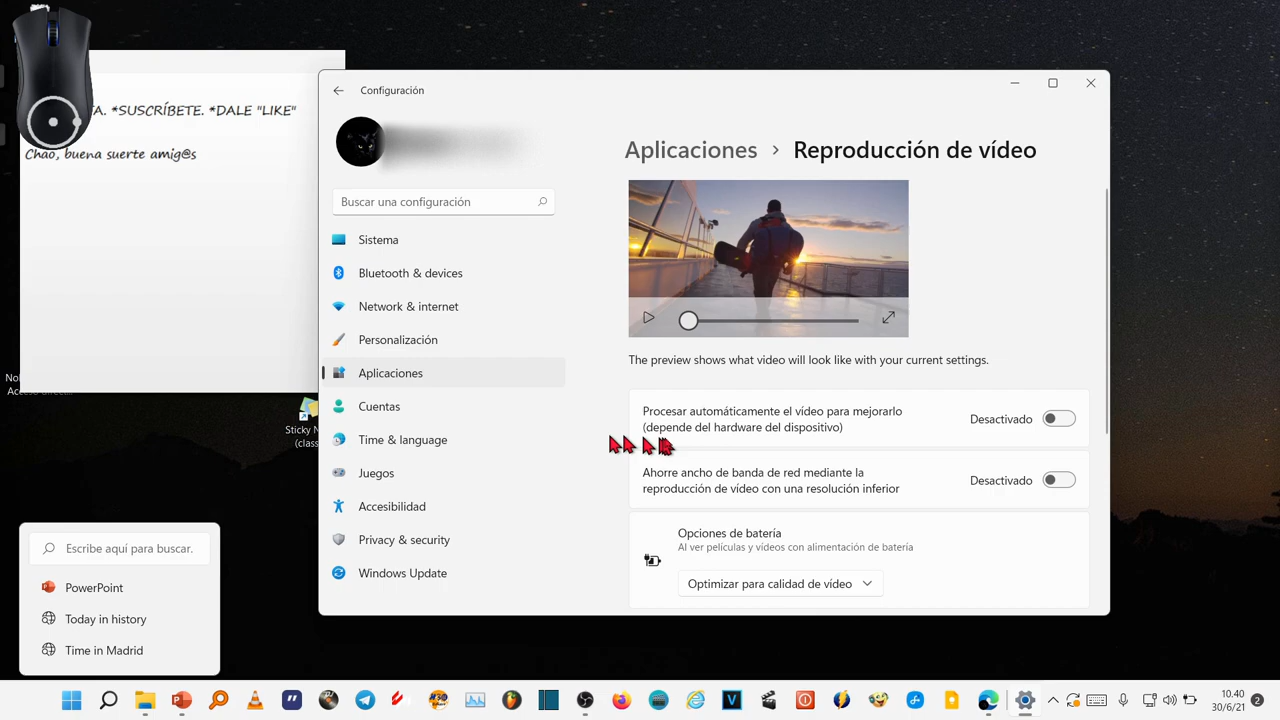 TA. *SUSCRÍBETE. *DALE "LIKE"
Chao, buena suerte amig@s
Acceso direc...
Sticky N
(class
Configuración
Buscar una configuración
Sistema
Bluetooth & devices
Network & internet
Personalización
Aplicaciones
Cuentas
Time & language
Juegos
Accesibilidad
Privacy & security
Windows Update
Aplicaciones > Reproducción de vídeo
The preview shows what video will look like with your current settings.
Procesar automáticamente el vídeo para mejorarlo
(depende del hardware del dispositivo)
Desactivado
Ahorre ancho de banda de red mediante la
reproducción de vídeo con una resolución inferior
Desactivado
Opciones de batería
Al ver películas y vídeos con alimentación de batería
Optimizar para calidad de vídeo
Escribe aquí para buscar.
PowerPoint
Today in history
Time in Madrid
10.40
30/6/21
2